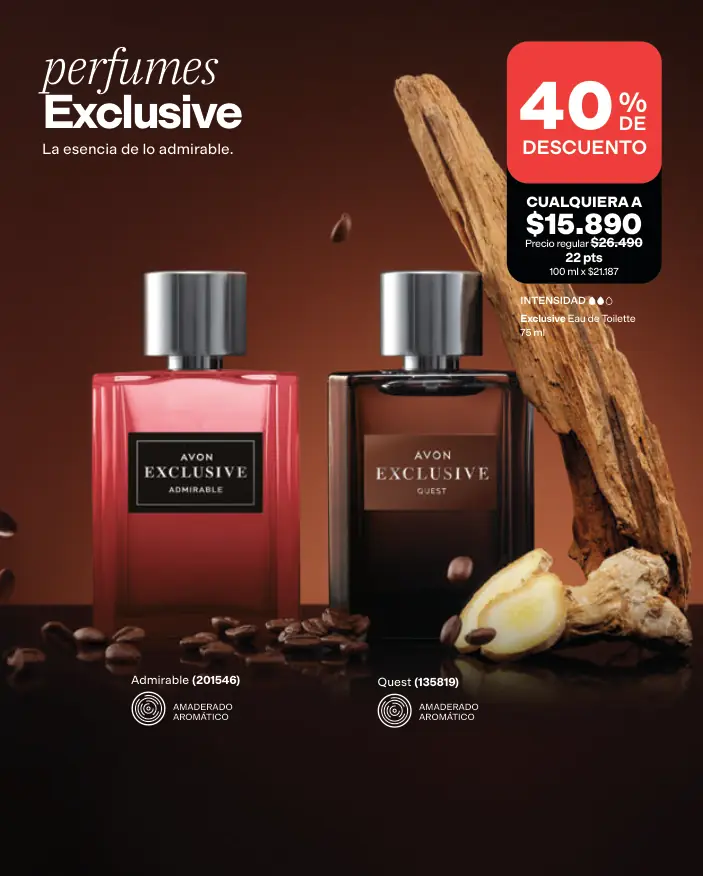 perfumes
Exclusive
La esencia de lo admirable.
40%
DE
DESCUENTO
CUALQUIERA A
$15.890
Precio regular $26.490
22 pts
100 ml x $21.187
INTENSIDAD
Exclusive Eau de Toilette
75 ml
AVON
EXCLUSIVE
ADMIRABLE
AVON
EXCLUSIVE
QUEST
Admirable (201546)
AMADERADO
AROMÁTICO
Quest (135819)
AMADERADO
AROMÁTICO